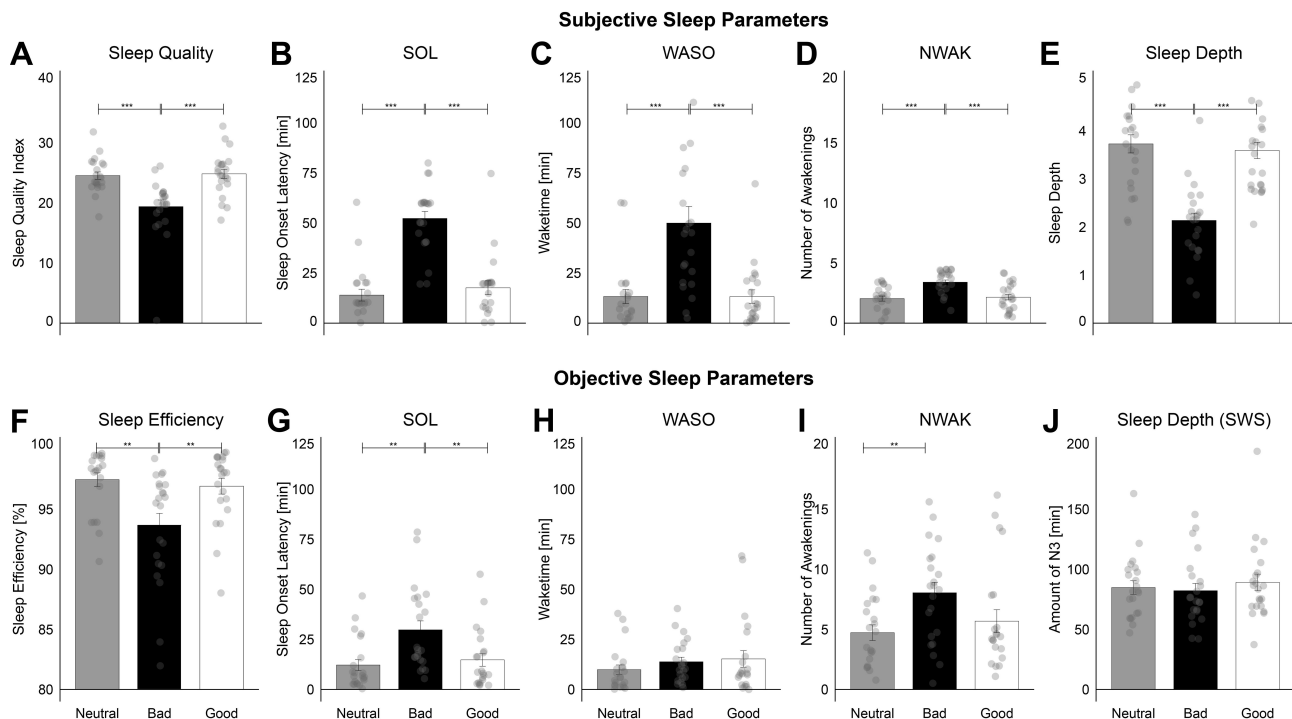 Subjective Sleep Parameters
A Sleep Quality
40
30
20
10
0
Sleep Quality Index
*** ***
B SOL
125
100
75
50
25
0
Sleep Onset Latency [min]
*** ***
C WASO
125
100
75
50
25
0
Waketime [min]
*** ***
D NWAK
20
15
10
5
0
Number of Awakenings
*** ***
E Sleep Depth
5
4
3
2
1
0
Sleep Depth
*** ***
Objective Sleep Parameters
F Sleep Efficiency
100
95
90
85
80
Sleep Efficiency [%]
** **
Neutral Bad Good
G SOL
125
100
75
50
25
0
Sleep Onset Latency [min]
** **
Neutral Bad Good
H WASO
125
100
75
50
25
0
Waketime [min]
Neutral Bad Good
I NWAK
20
15
10
5
0
Number of Awakenings
**
Neutral Bad Good
J Sleep Depth (SWS)
200
150
100
50
0
Amount of N3 [min]
Neutral Bad Good